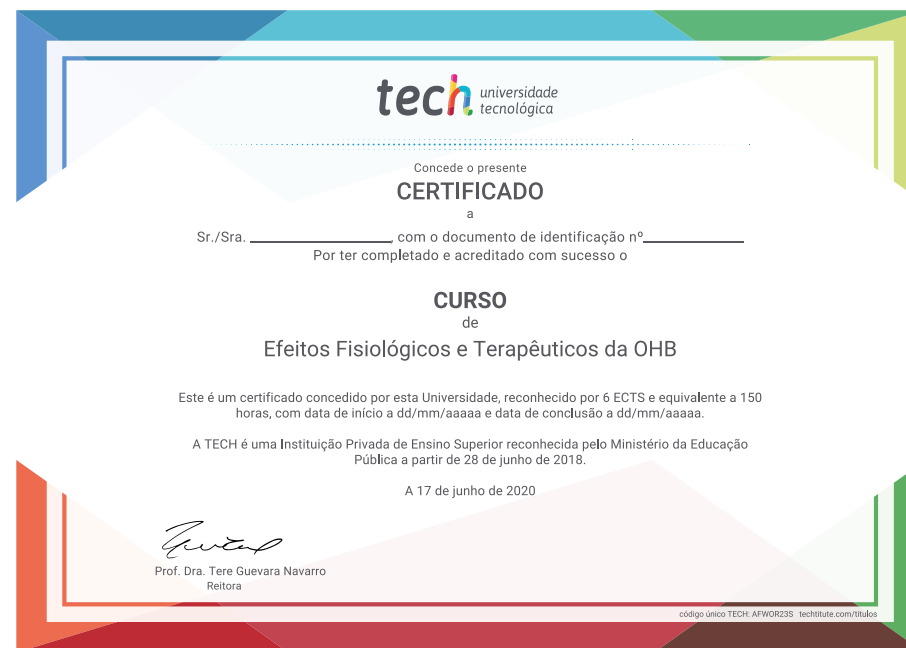 tech universidade
tecnológica
Concede o presente
CERTIFICADO
a
Sr./Sra. , com o documento de identificação nº
Por ter completado e acreditado com sucesso o
CURSO
de
Efeitos Fisiológicos e Terapêuticos da OHB
Este é um certificado concedido por esta Universidade, reconhecido por 6 ECTS e equivalente a 150
horas, com data de início a dd/mm/aaaaa e data de conclusão a dd/mm/aaaaa.
A TECH é uma Instituição Privada de Ensino Superior reconhecida pelo Ministério da Educação
Pública a partir de 28 de junho de 2018.
A 17 de junho de 2020
Prof. Dra. Tere Guevara Navarro
Reitora
código único TECH: AFWOR23S techtitute.com/titulos